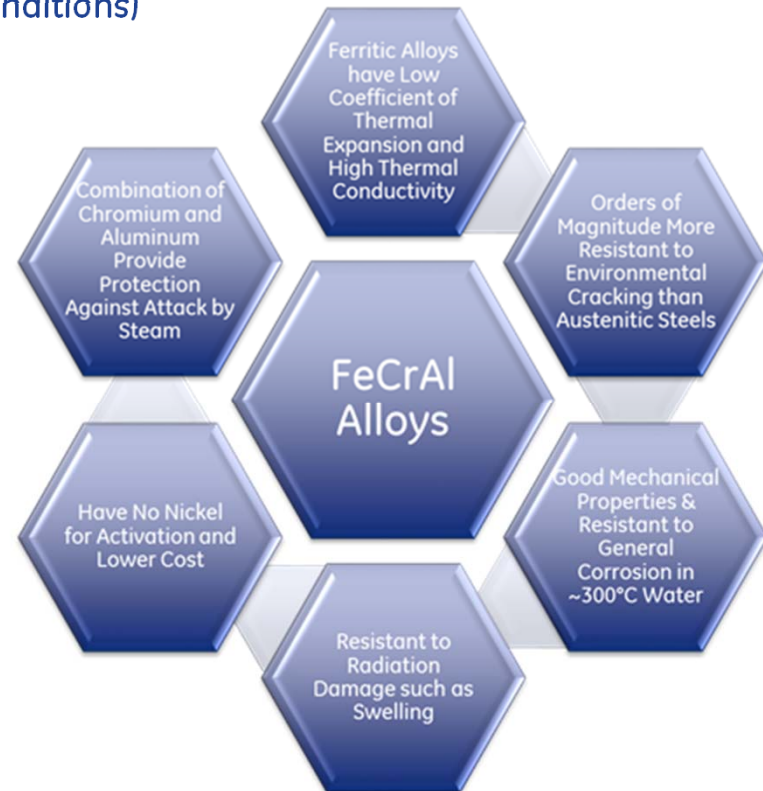 nditions)
Ferritic Alloys
have Low
Coefficient of
Thermal
Expansion and
High Thermal
Conductivity
Orders of
Magnitude More
Resistant to
Environmental
Cracking than
Austenitic Steels
Good Mechanical
Properties &
Resistant to
General
Corrosion in
~300°C Water
Resistant to
Radiation
Damage such as
Swelling
Have No Nickel
for Activation and
Lower Cost
Combination of
Chromium and
Aluminum
Provide
Protection
Against Attack by
Steam
FeCrAl
Alloys